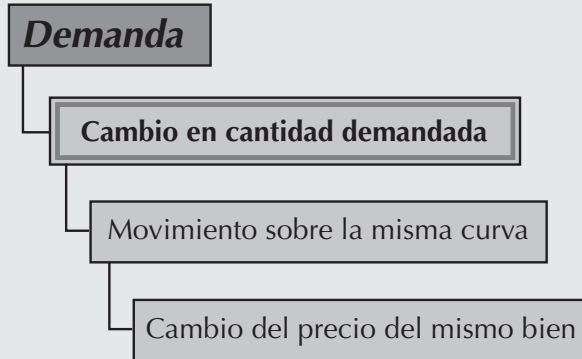 Demanda
Cambio en cantidad demandada
Movimiento sobre la misma curva
Cambio del precio del mismo bien